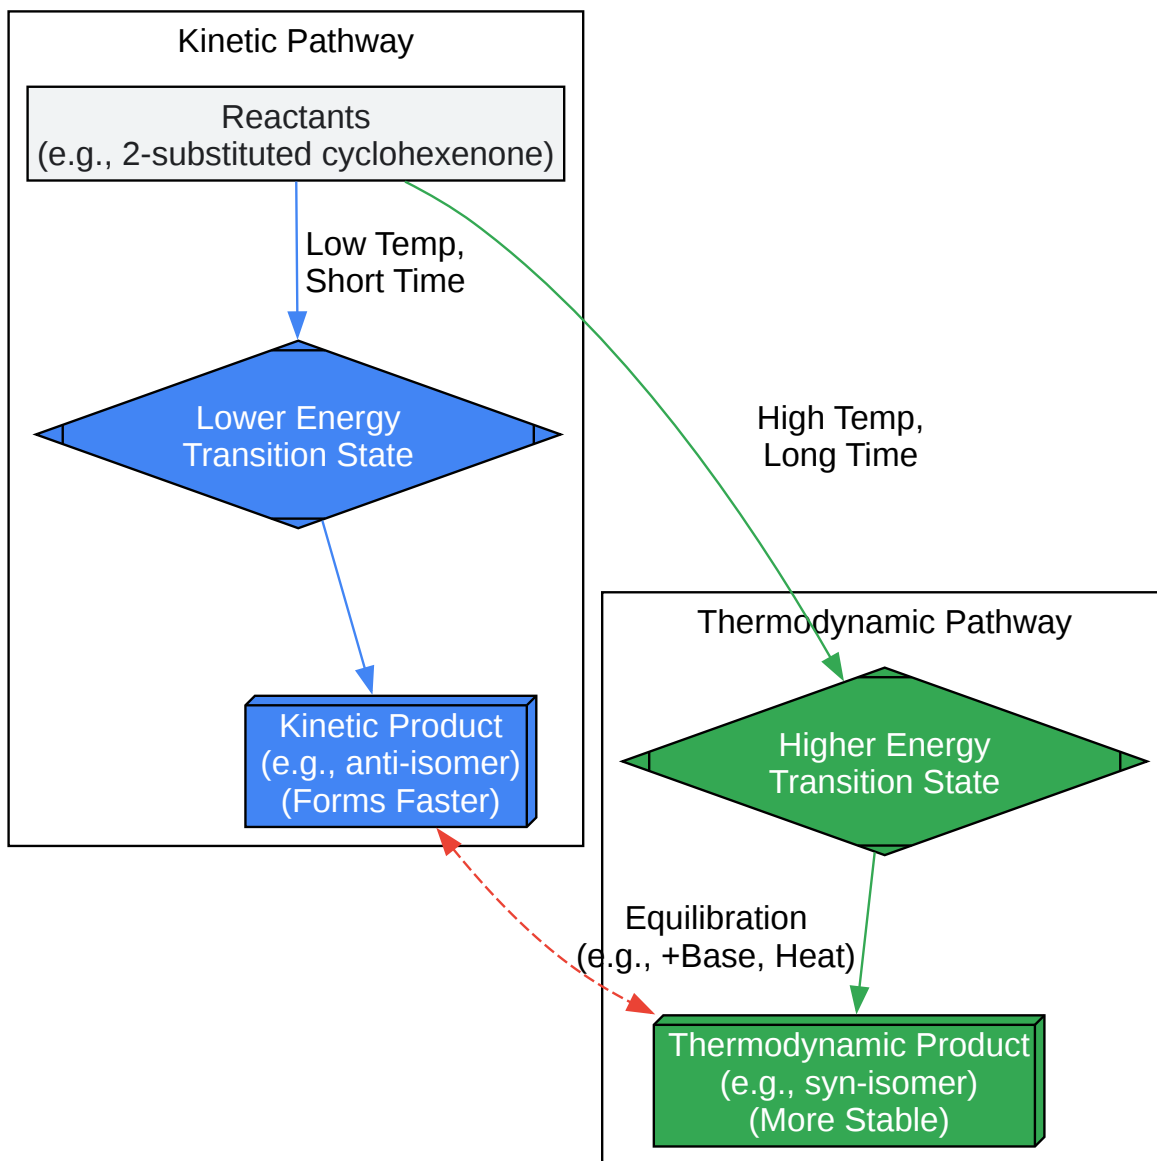 Kinetic Pathway
Reactants
(e.g., 2-substituted cyclohexenone)
Low Temp,
Short Time
Lower Energy
Transition State
High Temp,
Long Time
Thermodynamic Pathway
Kinetic Product
(e.g., anti-isomer)
(Forms Faster)
Higher Energy
Transition State
Equilibration
(e.g., +Base, Heat)
Thermodynamic Product
(e.g., syn-isomer)
(More Stable)